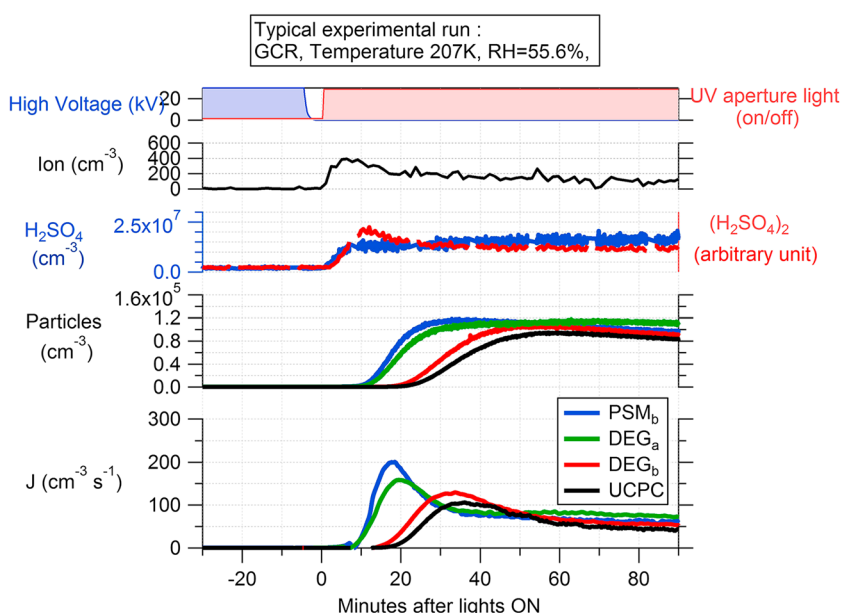 Typical experimental run :
GCR, Temperature 207K, RH=55.6%,
High Voltage (kV)
20
0
UV aperture light
(on/off)
Ion (cm⁻³)
600
400
200
0
H₂SO₄
(cm⁻³)
2.5x10⁷
0.0
(H₂SO₄)₂
(arbitrary unit)
Particles
(cm⁻³)
1.6x10⁵
1.2
0.8
0.4
0.0
J (cm⁻³ s⁻¹)
300
200
100
0
PSM_b
DEG_a
DEG_b
UCPC
-20 0 20 40 60 80
Minutes after lights ON